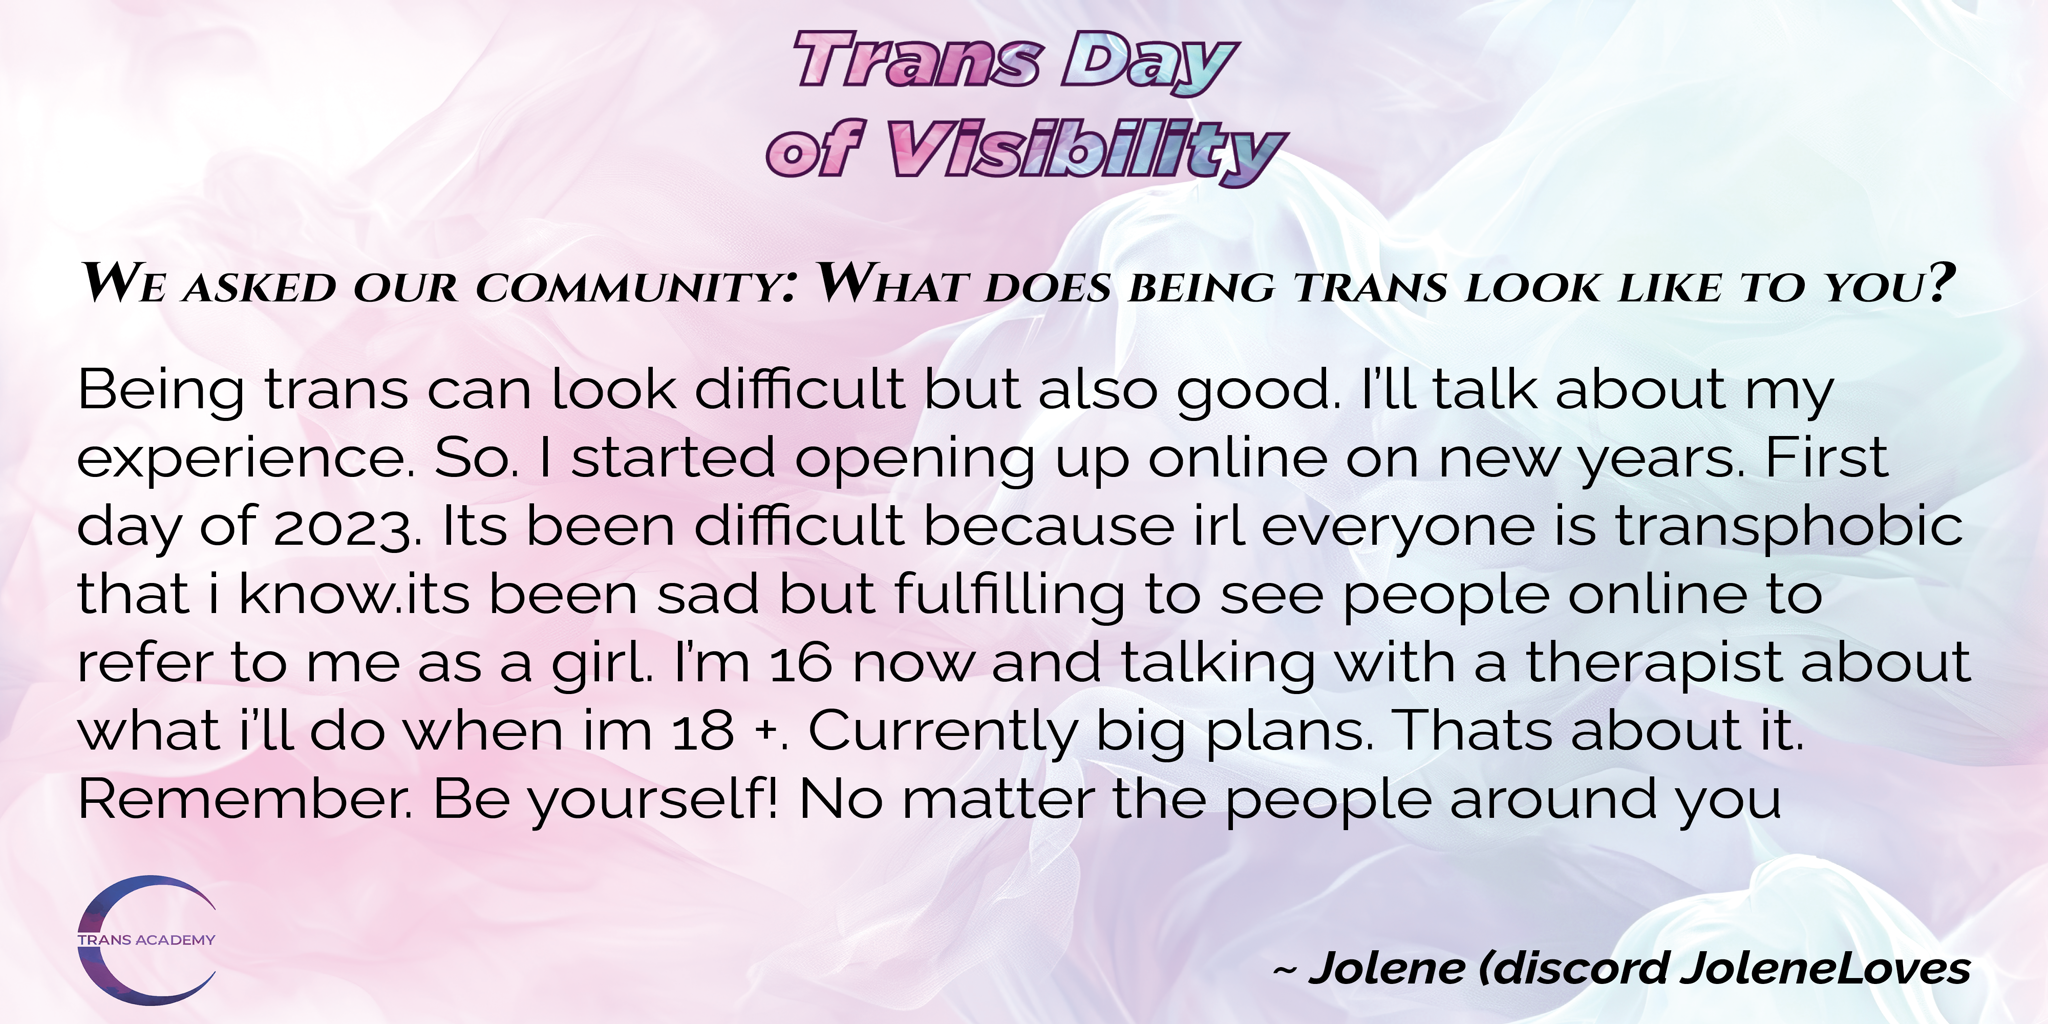 Trans Day
of Visibility
We asked our community: What does being trans look like to you?
Being trans can look difficult but also good. I'll talk about my
experience. So. I started opening up online on new years. First
day of 2023. Its been difficult because irl everyone is transphobic
that i know.its been sad but fulfilling to see people online to
refer to me as a girl. I'm 16 now and talking with a therapist about
what i'll do when im 18 +. Currently big plans. Thats about it.
Remember. Be yourself! No matter the people around you
TRANS ACADEMY
~ Jolene (discord JoleneLoves